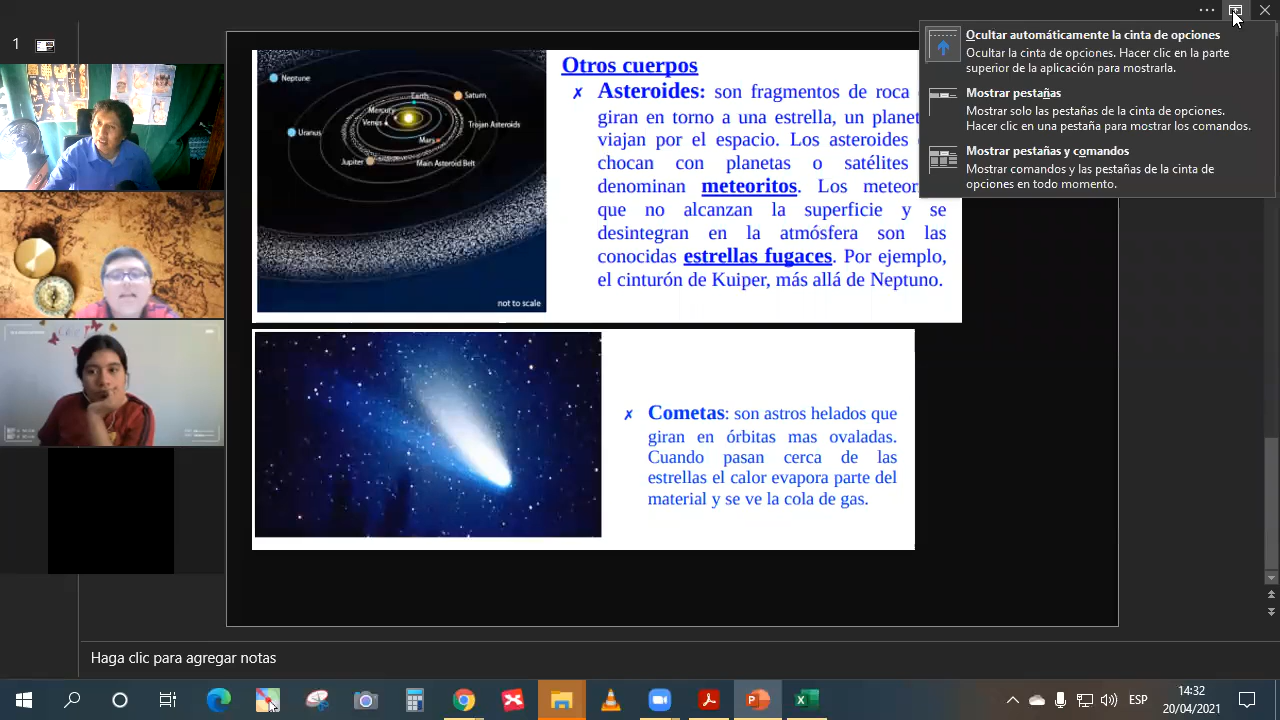 1
Ocultar automáticamente la cinta de opciones
Ocultar la cinta de opciones. Hacer clic en la parte
superior de la aplicación para mostrarla.
Mostrar pestañas
Mostrar solo las pestañas de la cinta de opciones.
Hacer clic en una pestaña para mostrar los comandos.
Mostrar pestañas y comandos
Mostrar comandos y las pestañas de la cinta de
opciones en todo momento.
Neptune
Earth
Saturn
Mercury
Venus
Trojan Asteroids
Uranus
Mars
Jupiter
Main Asteroid Belt
not to scale
Otros cuerpos
✗ Asteroides: son fragmentos de roca
giran en torno a una estrella, un planet
viajan por el espacio. Los asteroides
chocan con planetas o satélites
denominan meteoritos. Los meteor
que no alcanzan la superficie y se
desintegran en la atmósfera son las
conocidas estrellas fugaces. Por ejemplo,
el cinturón de Kuiper, más allá de Neptuno.
✗ Cometas: son astros helados que
giran en órbitas mas ovaladas.
Cuando pasan cerca de las
estrellas el calor evapora parte del
material y se ve la cola de gas.
Haga clic para agregar notas
ESP
14:32
20/04/2021